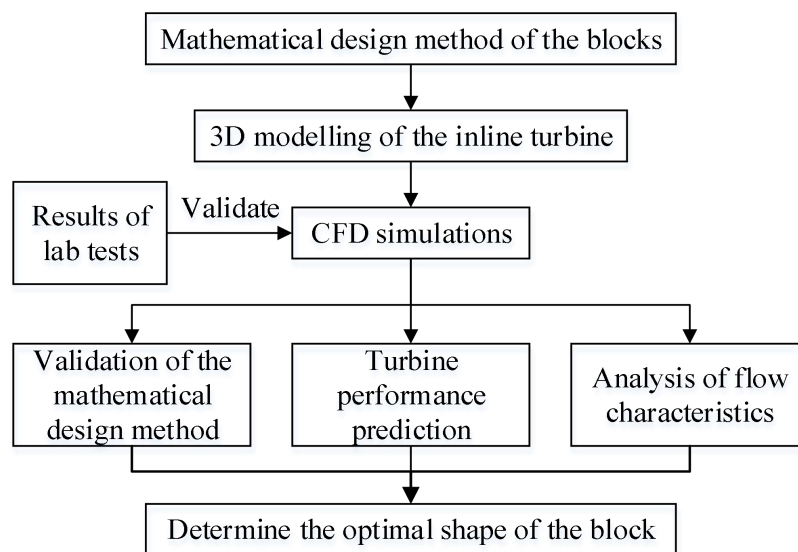 Mathematical design method of the blocks
3D modelling of the inline turbine
Results of
lab tests
Validate
CFD simulations
Validation of the
mathematical
design method
Turbine
performance
prediction
Analysis of flow
characteristics
Determine the optimal shape of the block